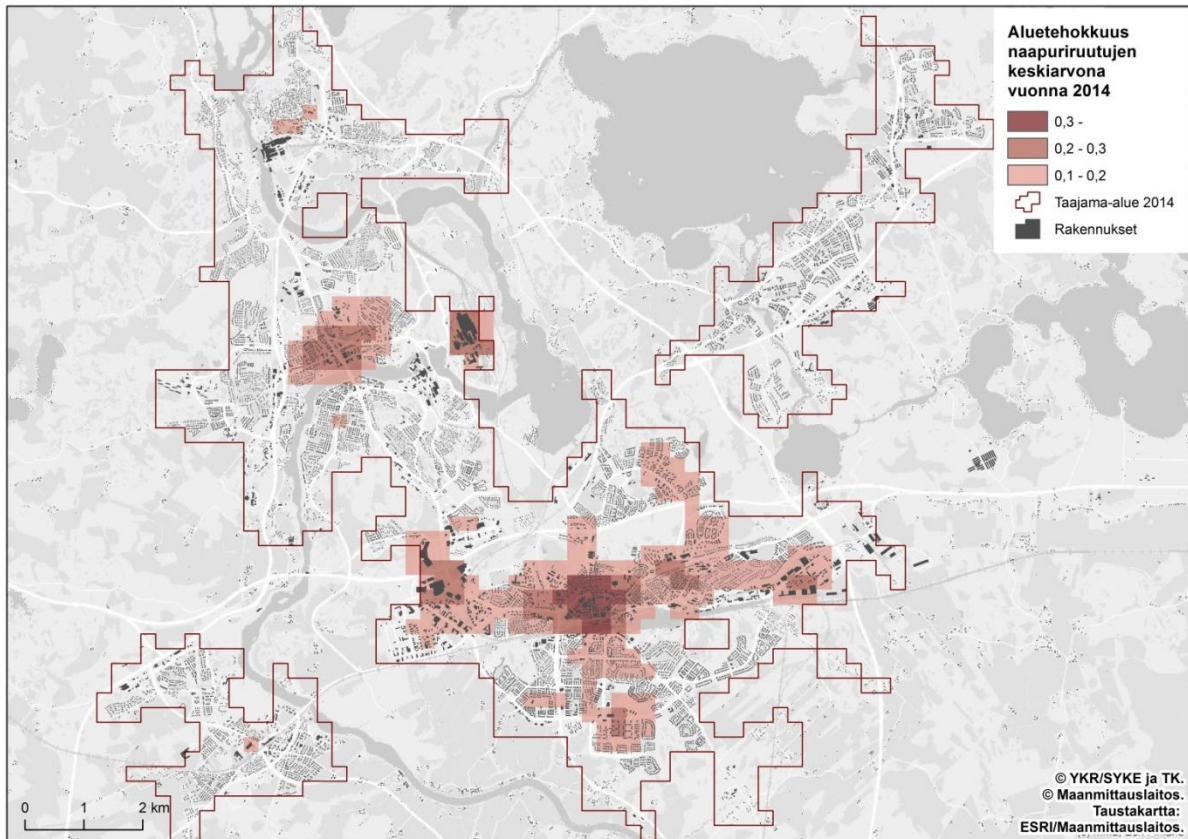 Aluetehokkuus
naapuriruutujen
keskiarvona
vuonna 2014
0,3 -
0,2 - 0,3
0,1 - 0,2
Taajama-alue 2014
Rakennukset
0 1 2 km
© YKR/SYKE ja TK.
© Maanmittauslaitos.
Taustakartta:
ESRI/Maanmittauslaitos